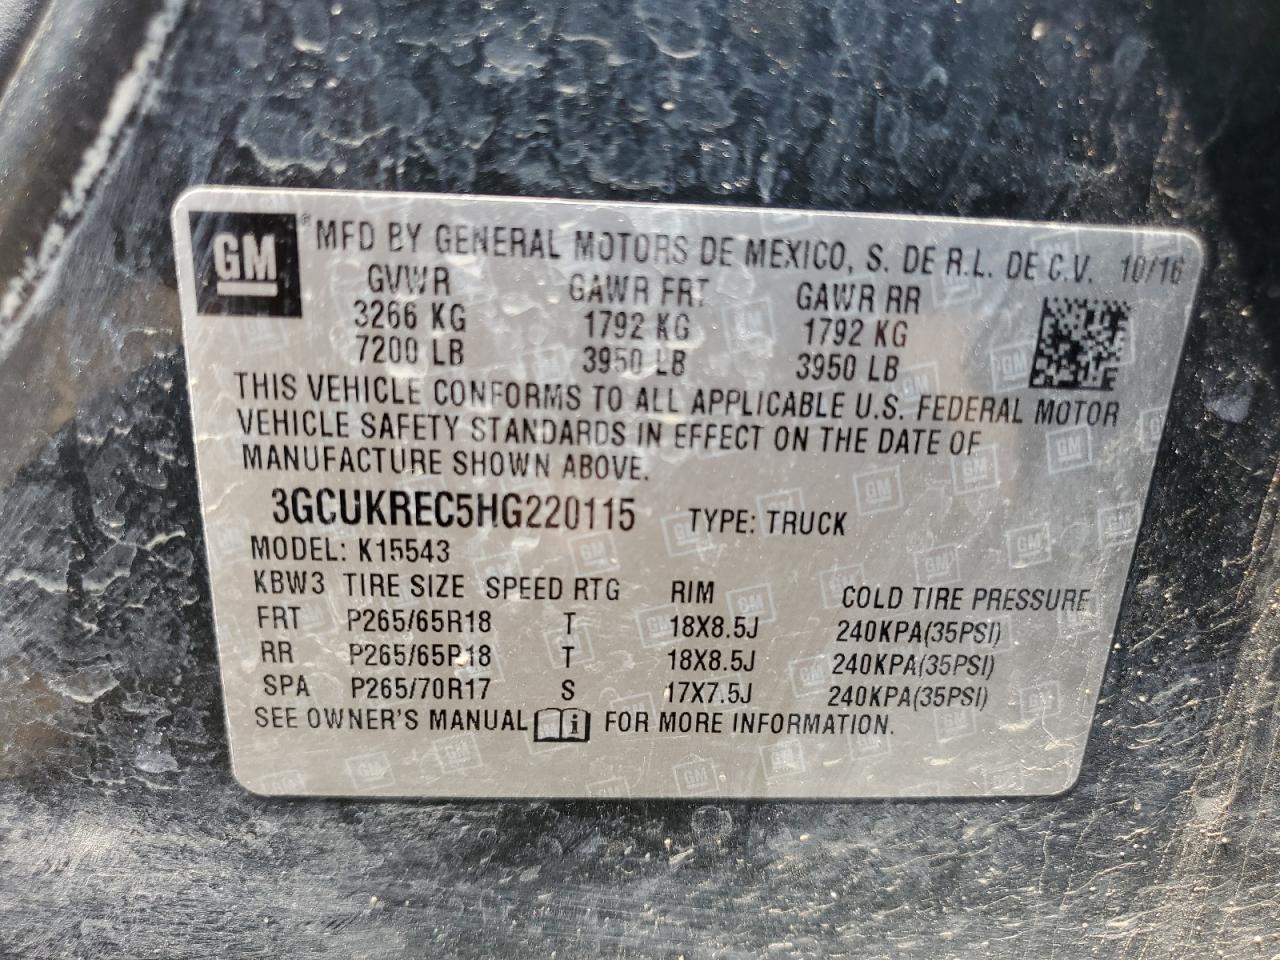 GM ® MFD BY GENERAL MOTORS DE MEXICO, S. DE R.L. DE C.V. 10/16
GVWR GAWR FRT GAWR RR
3266 KG 1792 KG 1792 KG
7200 LB 3950 LB 3950 LB
E
THIS VEHICLE CONFORMS TO ALL APPLICABLE U.S. FEDERAL MOTOR
VEHICLE SAFETY STANDARDS IN EFFECT ON THE DATE OF
MANUFACTURE SHOWN ABOVE.
3GCUKREC5HG220115 TYPE: TRUCK
MODEL: K15543
KBW3 TIRE SIZE SPEED RTG RIM COLD TIRE PRESSURE
FRT P265/65R18 T 18X8.5J 240KPA(35PSI)
RR P265/65R18 T 18X8.5J 240KPA(35PSI)
SPA P265/70R17 S 17X7.5J 240KPA(35PSI)
SEE OWNER'S MANUAL i FOR MORE INFORMATION.